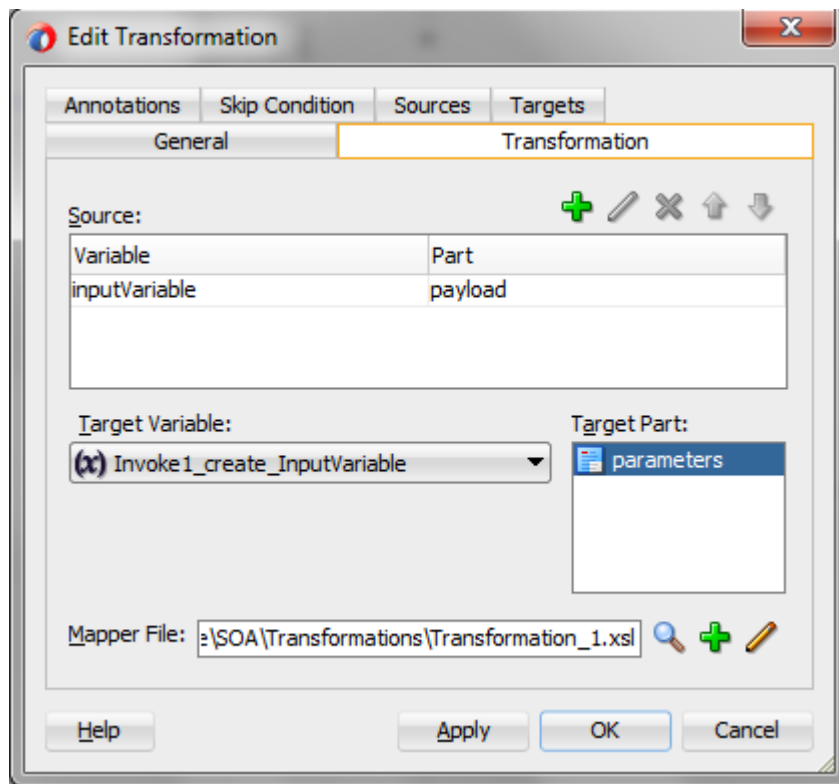 Edit Transformation
Annotations Skip Condition Sources Targets
General Transformation
Source:
Variable Part
inputVariable payload
Target Variable: Target Part:
(x) Invoke1_create_InputVariable parameters
Mapper File: e\SOA\Transformations\Transformation_1.xsl
Help Apply OK Cancel